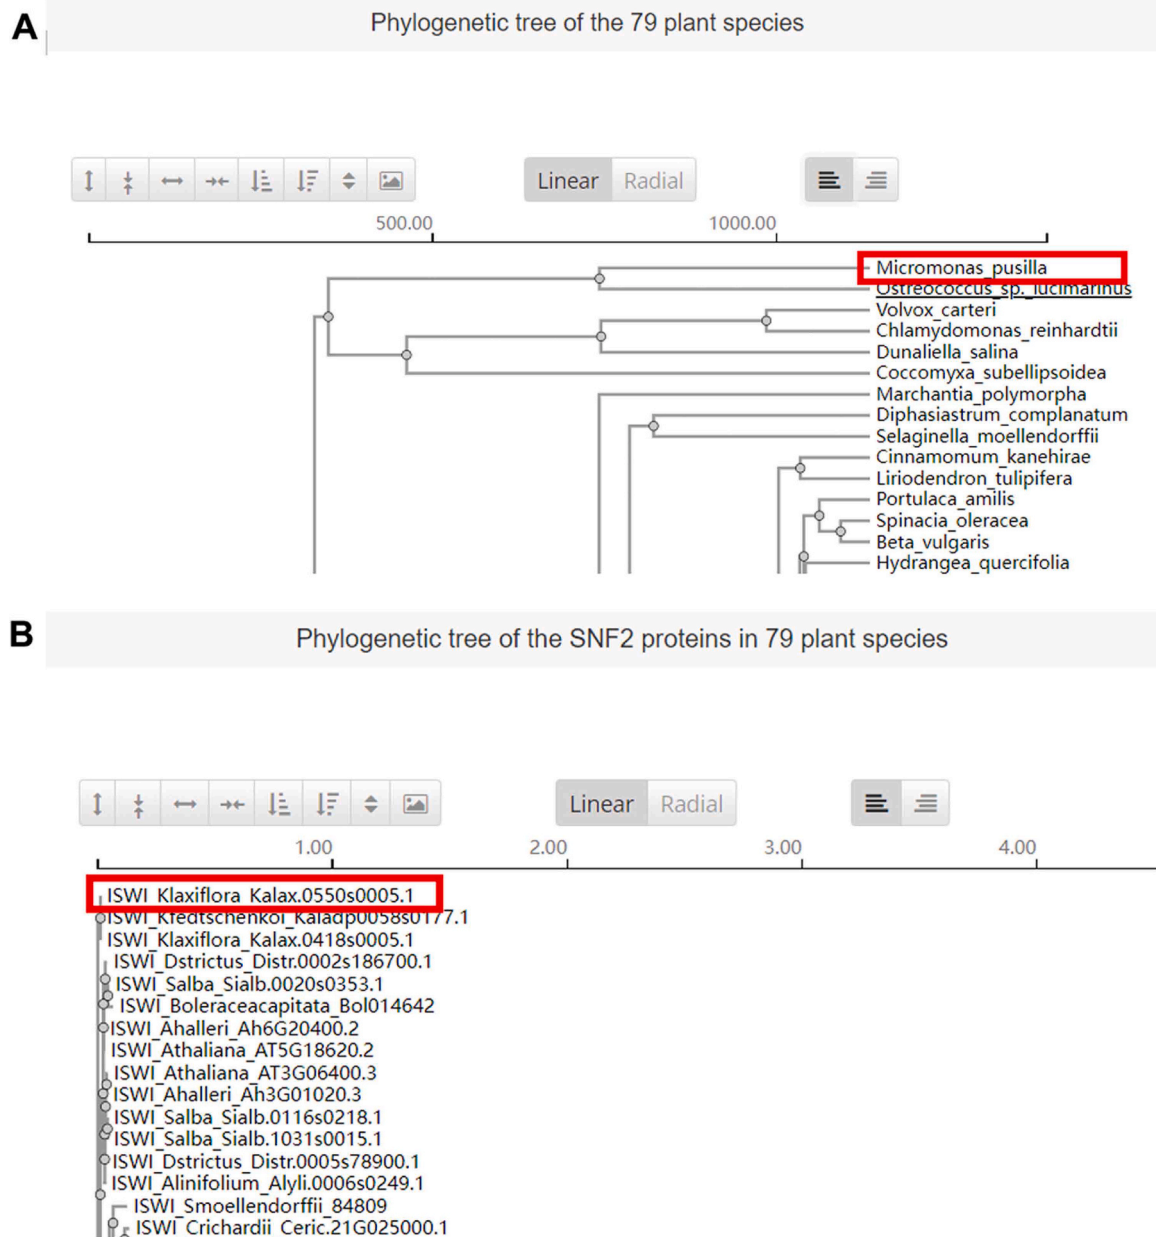 A
Phylogenetic tree of the 79 plant species
Linear Radial
500.00 1000.00
Micromonas_pusilla
Ostreococcus_sp._lucimarinus
Volvox_carteri
Chlamydomonas_reinhardtii
Dunaliella_salina
Coccomyxa_subellipsoidea
Marchantia_polymorpha
Diphasiastrum_complanatum
Selaginella_moellendorffii
Cinnamomum_kanehirae
Liriodendron_tulipifera
Portulaca_amilis
Spinacia_oleracea
Beta_vulgaris
Hydrangea_quercifolia
B
Phylogenetic tree of the SNF2 proteins in 79 plant species
Linear Radial
1.00 2.00 3.00 4.00
ISWI_Klaxiflora_Kalax.0550s0005.1
ISWI_Kfedtschenkoi_Kaladp0058s0177.1
ISWI_Klaxiflora_Kalax.0418s0005.1
ISWI_Dstrictus_Distr.0002s186700.1
ISWI_Salba_Sialb.0020s0353.1
ISWI_Boleraceacapitata_Bol014642
ISWI_Ahalleri_Ah6G20400.2
ISWI_Athaliana_AT5G18620.2
ISWI_Athaliana_AT3G06400.3
ISWI_Ahalleri_Ah3G01020.3
ISWI_Salba_Sialb.0116s0218.1
ISWI_Salba_Sialb.1031s0015.1
ISWI_Dstrictus_Distr.0005s78900.1
ISWI_Alinifolium_Alyli.0006s0249.1
ISWI_Smoellendorffii_84809
ISWI_Crichardii_Ceric.21G025000.1